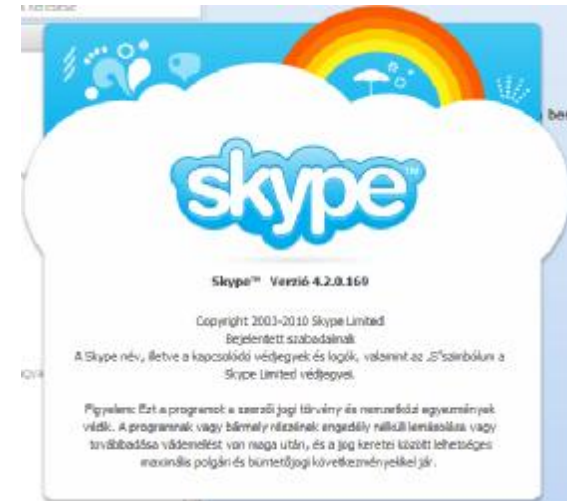 skype™
Skype™ Verzió 4.2.0.169
Copyright 2003-2010 Skype Limited
Bejelentett szabadalmak
A Skype név, illetve a kapcsolódó védjegyek és logók, valamint az „S”szimbólum a
Skype Limited védjegyei.
Figyelem: Ezt a programot a szerzői jogi törvény és nemzetközi egyezmények
védik. A programnak vagy bármely részének engedély nélküli lemásolása vagy
továbbadása vádemelést von maga után, és a jog keretei között lehetséges
maximális polgári és büntetőjogi következményekkel jár.